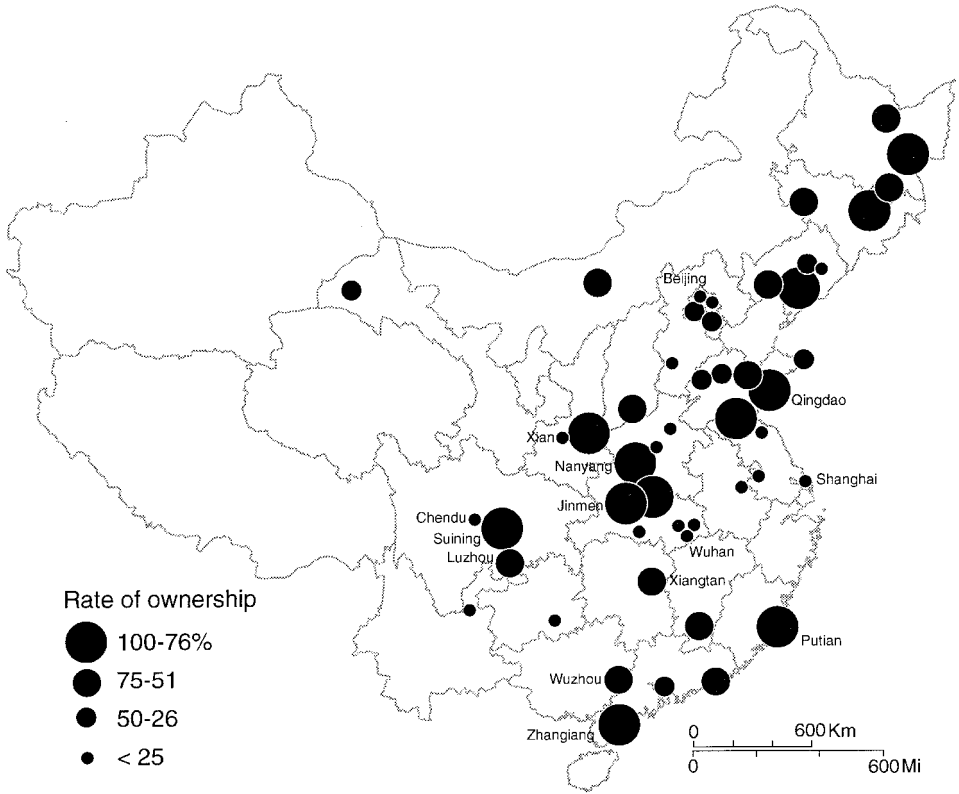 Beijing
Qingdao
Xian
Nanyang
Shanghai
Jinmen
Chendu
Suining
Luzhou
Wuhan
Xiangtan
Putian
Wuzhou
Zhangiang
Rate of ownership
100-76%
75-51
50-26
< 25
0 600 Km
0 600 Mi